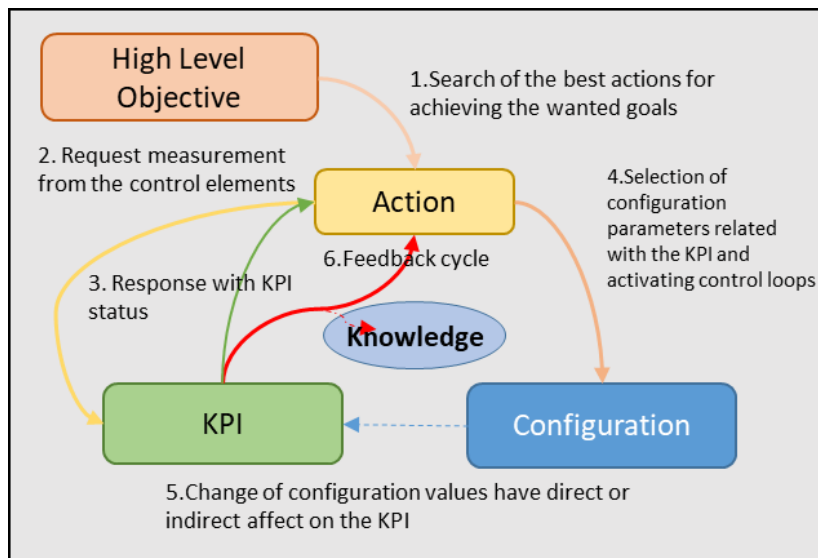 High Level
Objective
1.Search of the best actions for
achieving the wanted goals
2. Request measurement
from the control elements
Action
4.Selection of
configuration
parameters related
with the KPI and
activating control loops
3. Response with KPI
status
6.Feedback cycle
Knowledge
KPI
Configuration
5.Change of configuration values have direct or
indirect affect on the KPI